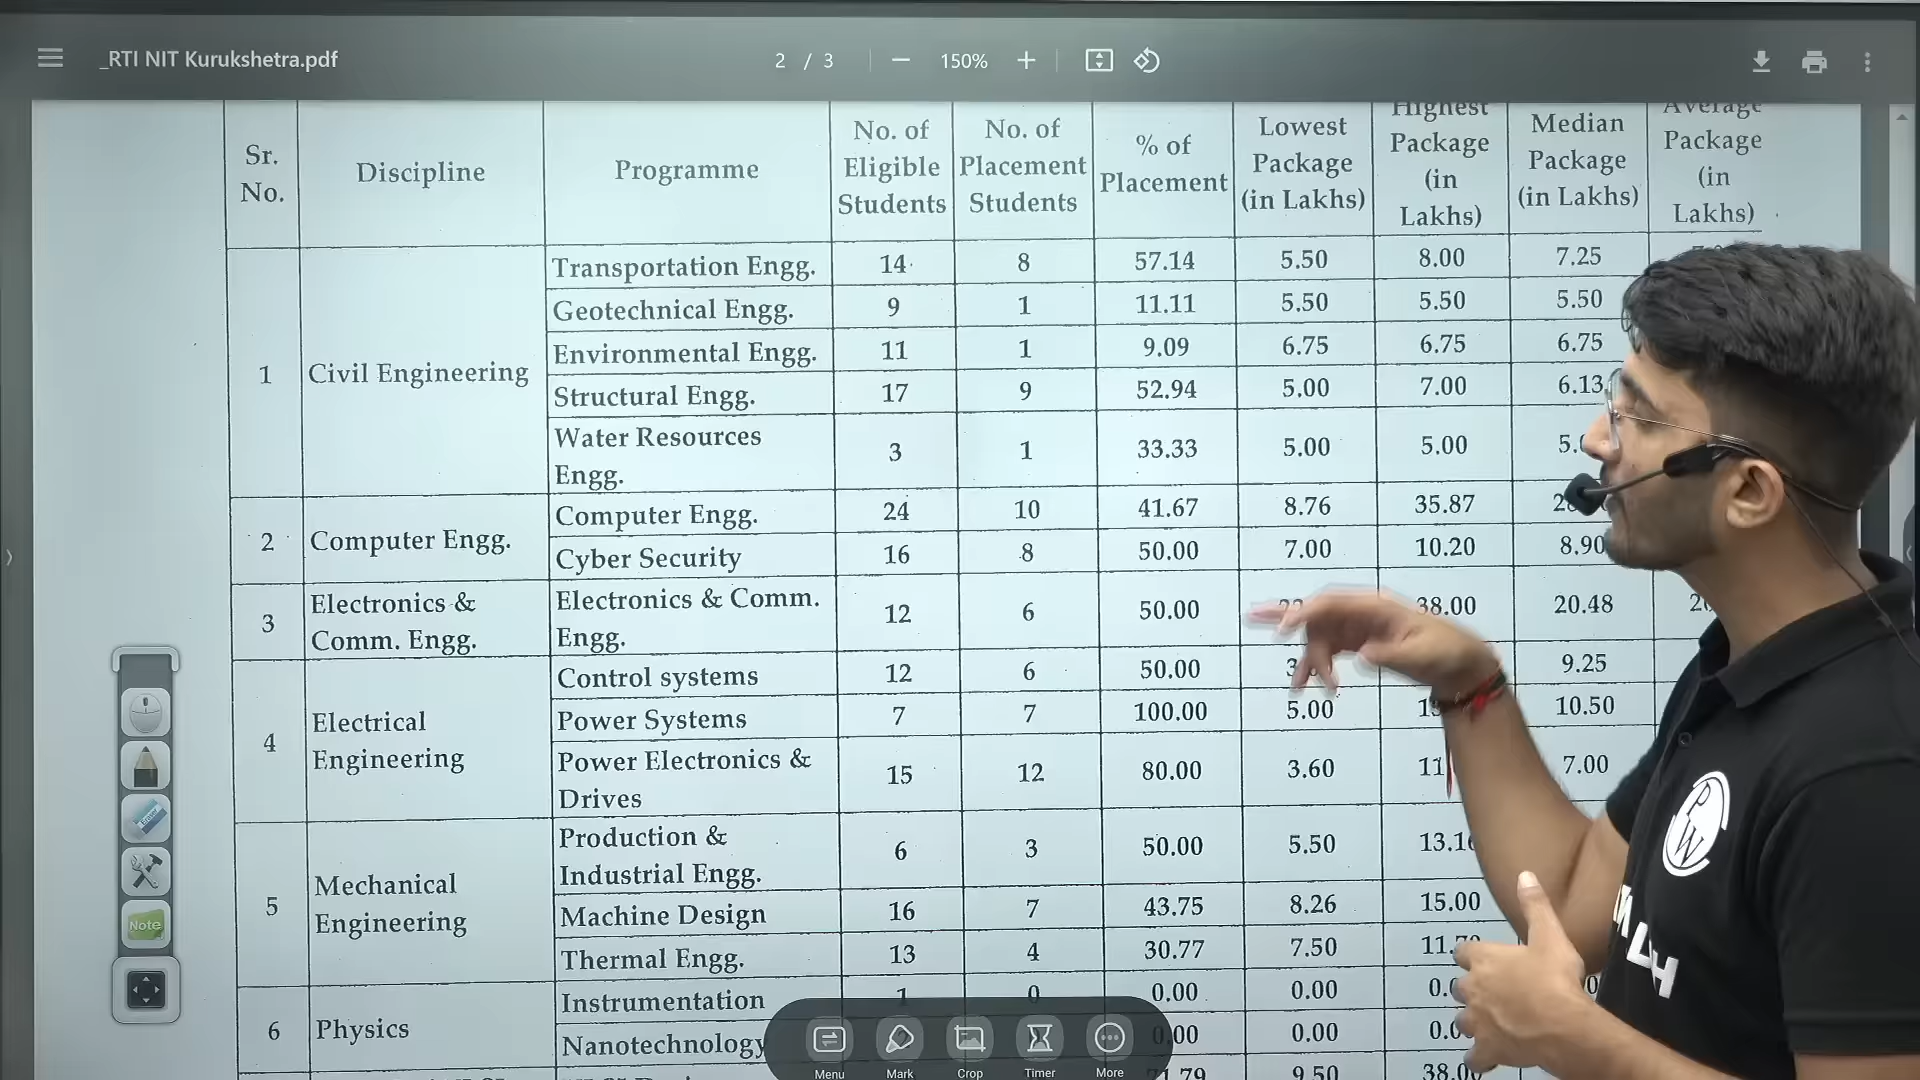 _RTI NIT Kurukshetra.pdf
2 / 3
150%
Sr. No.
Discipline
Programme
No. of Eligible Students
No. of Placement Students
% of Placement
Lowest Package (in Lakhs)
Highest Package (in Lakhs)
Median Package (in Lakhs)
Average Package (in Lakhs)
1 Civil Engineering
Transportation Engg. 14 8 57.14 5.50 8.00 7.25
Geotechnical Engg. 9 1 11.11 5.50 5.50 5.50
Environmental Engg. 11 1 9.09 6.75 6.75 6.75
Structural Engg. 17 9 52.94 5.00 7.00 6.13
Water Resources
Engg. 3 1 33.33 5.00 5.00
2 Computer Engg.
Computer Engg. 24 10 41.67 8.76 35.87
Cyber Security 16 8 50.00 7.00 10.20 8.90
3 Electronics &
Comm. Engg.
Electronics & Comm.
Engg. 12 6 50.00 38.00 20.48
4 Electrical
Engineering
Control systems 12 6 50.00 9.25
Power Systems 7 7 100.00 5.00 10.50
Power Electronics &
Drives 15 12 80.00 3.60 7.00
5 Mechanical
Engineering
Production &
Industrial Engg. 6 3 50.00 5.50
Machine Design 16 7 43.75 8.26 15.00
Thermal Engg. 13 4 30.77 7.50
6 Physics
Instrumentation 1 0 0.00 0.00
Nanotechnology 0.00
9.50 38.00
Note
Menu
Mark
Crop
Timer
More
PW